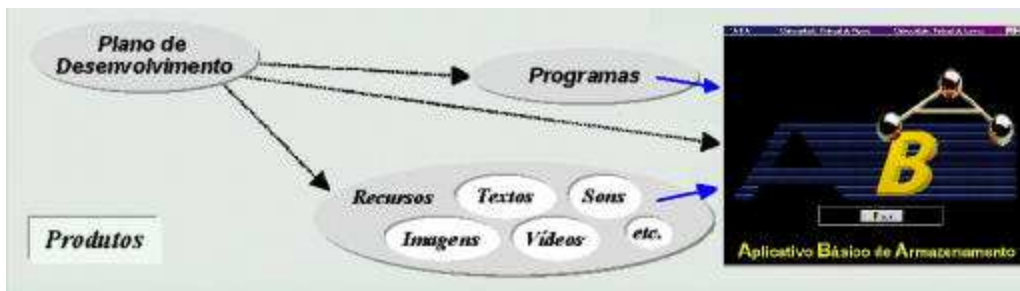 Plano de
Desenvolvimento
Programas
Recursos
Textos
Sons
Imagens
Vídeos
etc.
Produtos
A
B
Aplicativo Básico de Armazenamento